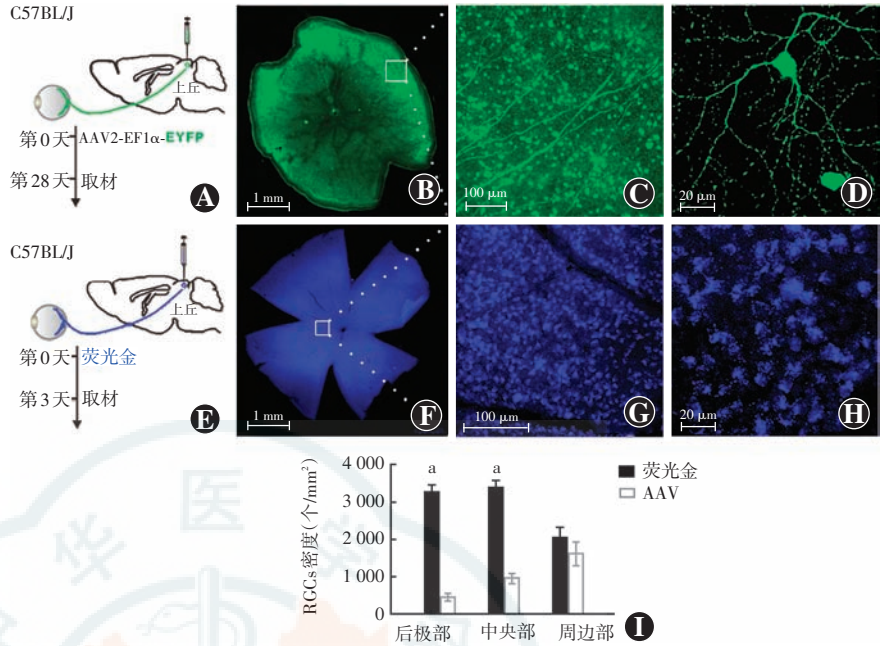 C57BL/J
上丘
第0天 AAV2-EF1α-EYFP
第28天 取材
A
1 mm
B
100 μm
C
20 μm
D
C57BL/J
上丘
第0天 荧光金
第3天 取材
E
1 mm
F
100 μm
G
20 μm
H
RGCs密度(个/mm²)
4 000
3 000
2 000
1 000
0
a
a
荧光金
AAV
后极部
中央部
周边部
I
华
医
学